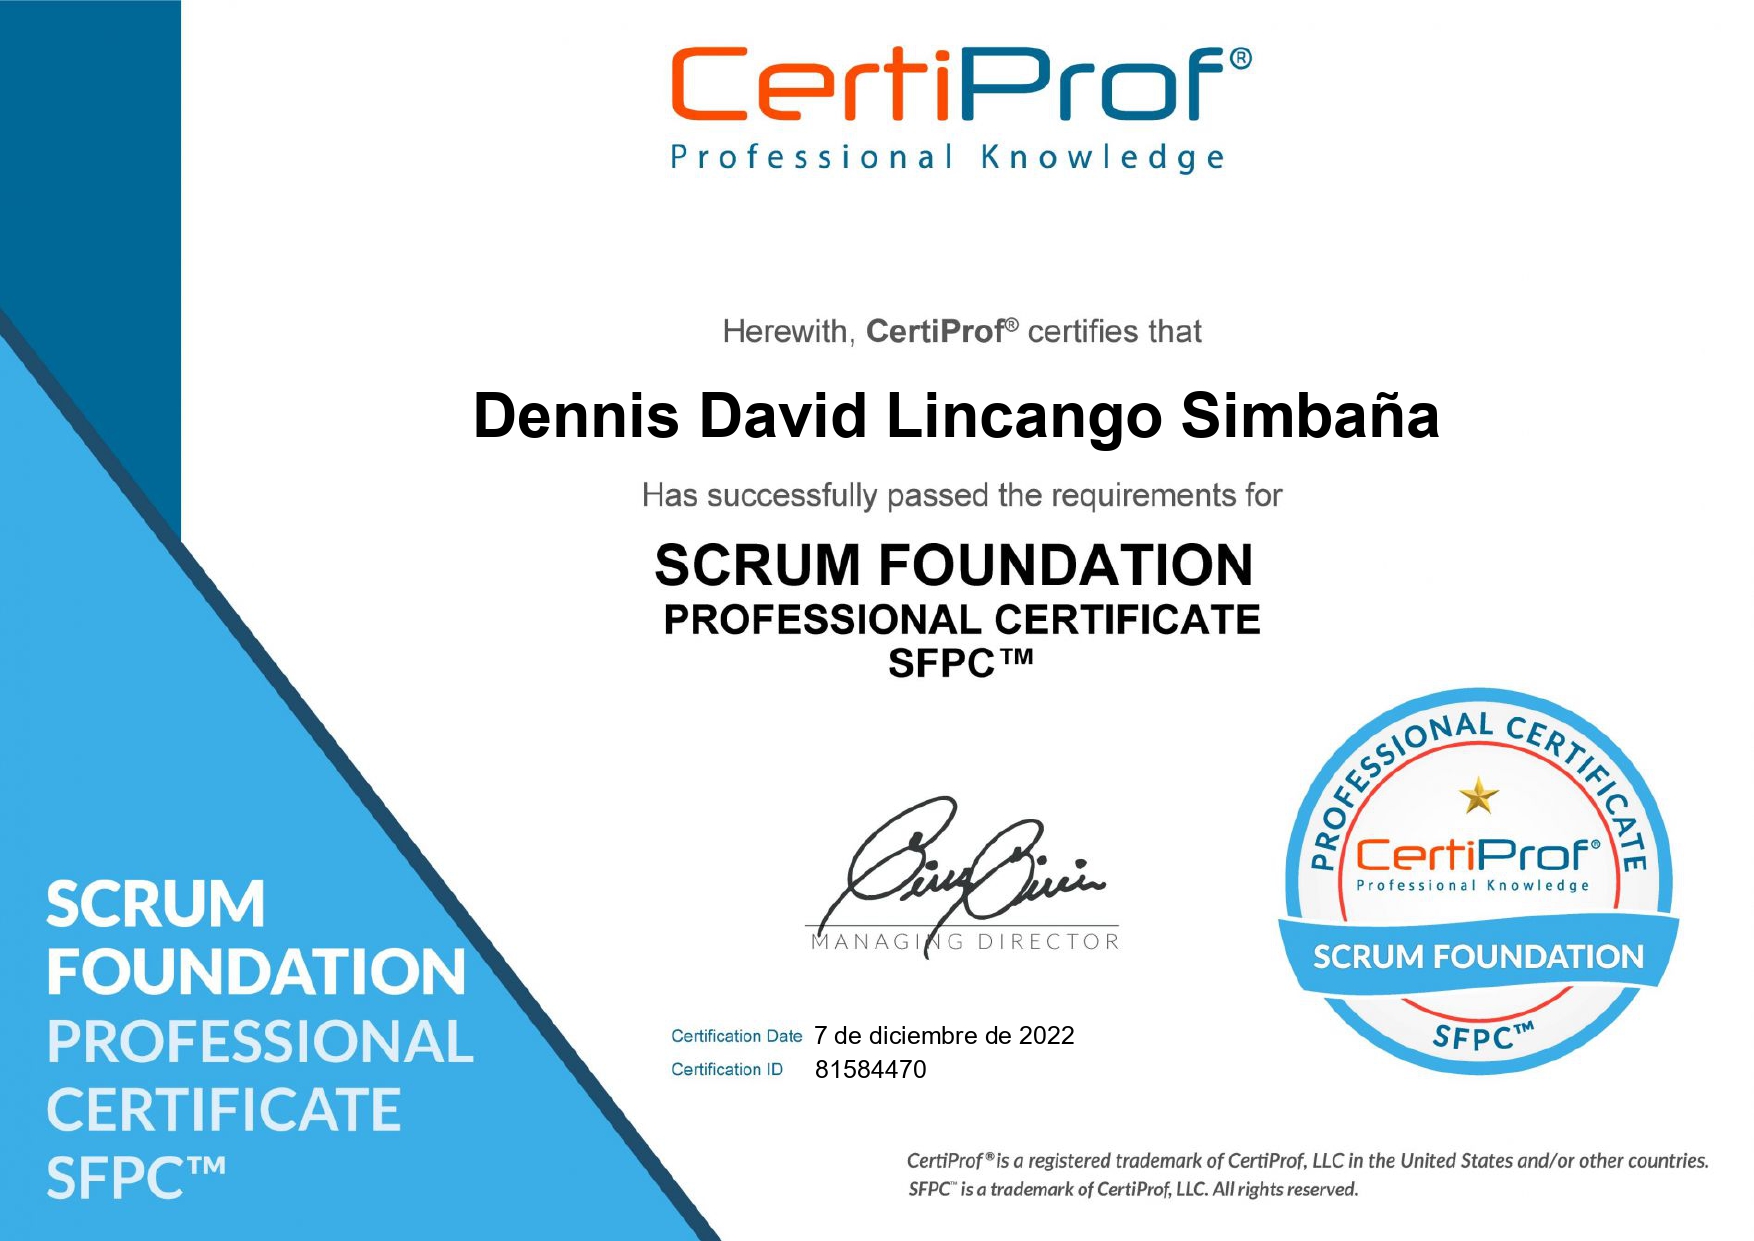 CertiProf®
Professional Knowledge
Herewith, CertiProf® certifies that
Dennis David Lincango Simbaña
Has successfully passed the requirements for
SCRUM FOUNDATION
PROFESSIONAL CERTIFICATE
SFPC™
MANAGING DIRECTOR
Certification Date 7 de diciembre de 2022
Certification ID 81584470
SCRUM
FOUNDATION
PROFESSIONAL
CERTIFICATE
SFPC™
PROFESSIONAL CERTIFICATE
CertiProf®
Professional Knowledge
SCRUM FOUNDATION
SFPC™
CertiProf® is a registered trademark of CertiProf, LLC in the United States and/or other countries.
SFPC™ is a trademark of CertiProf, LLC. All rights reserved.